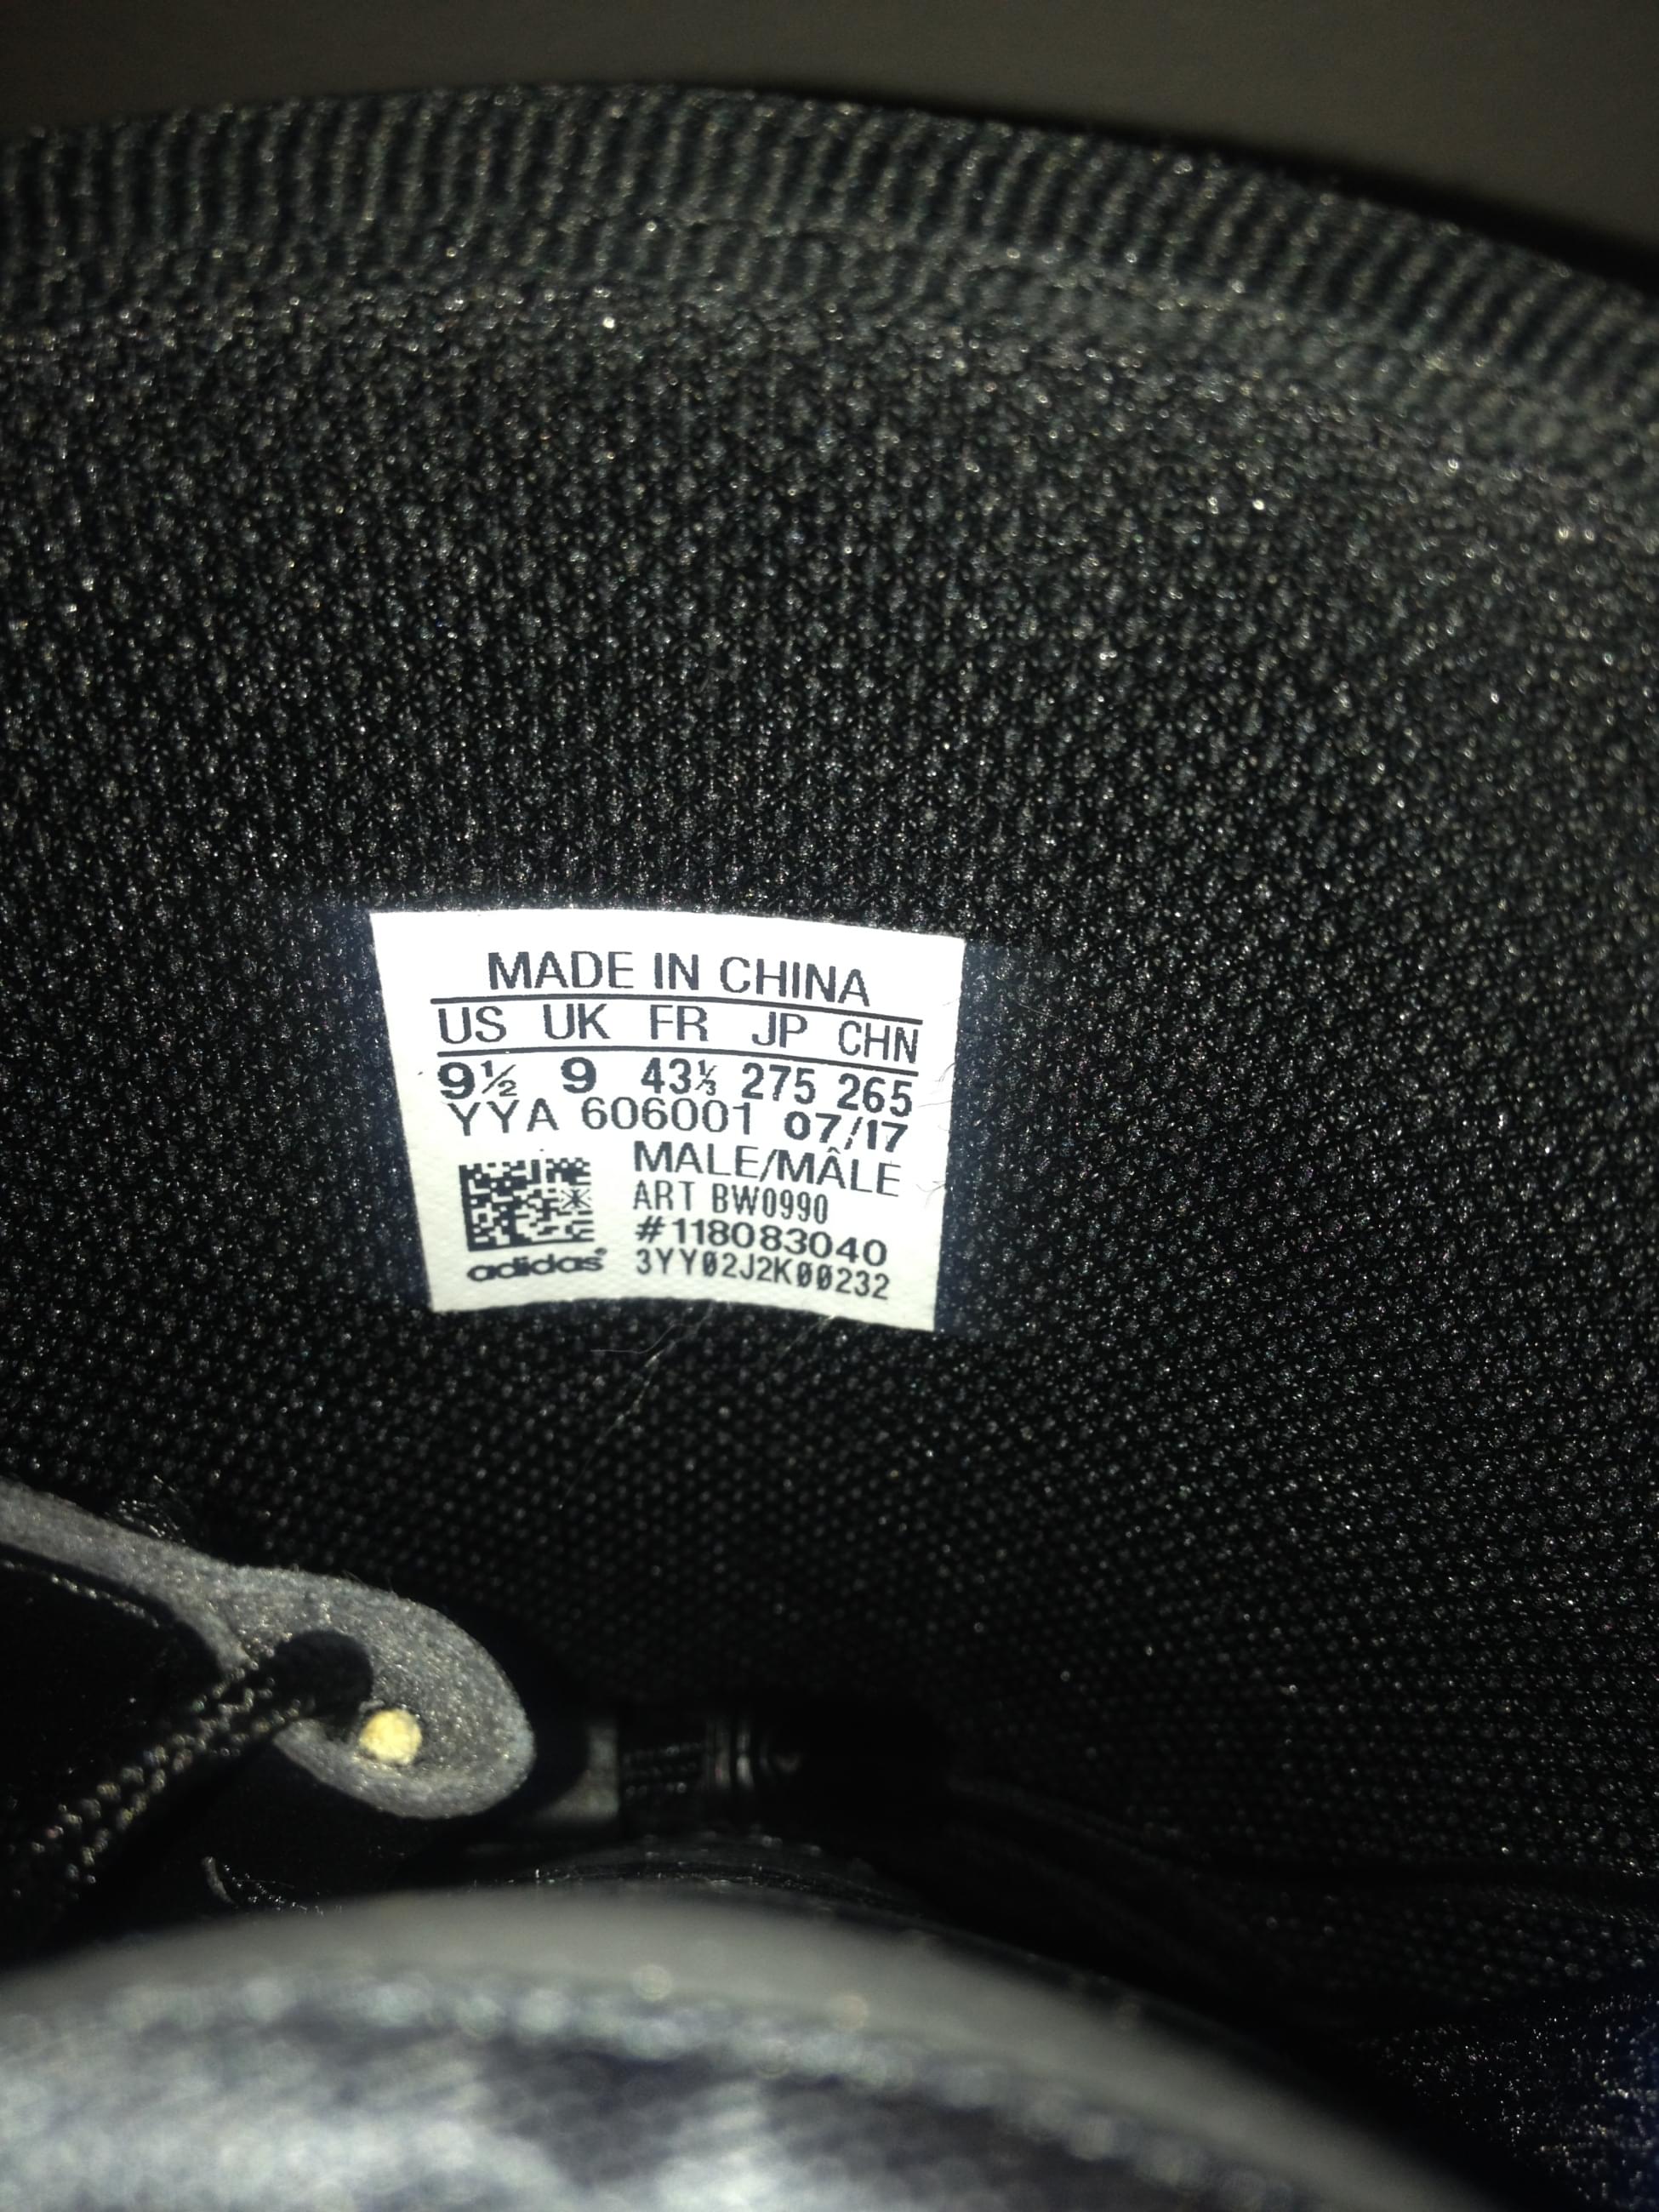 MADE IN CHINA
US UK FR JP CHN
9½ 9 43⅓ 275 265
YYA 606001 07/17
MALE/MÂLE
ART BW0990
#118083040
adidas® 3YY02J2K00232